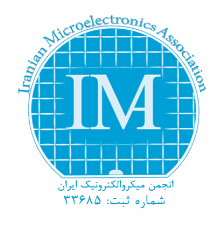 Iranian Microelectronics Association
IM
انجمن میکروالکترونیک ایران
شماره ثبت: ۳۳۶۸۵